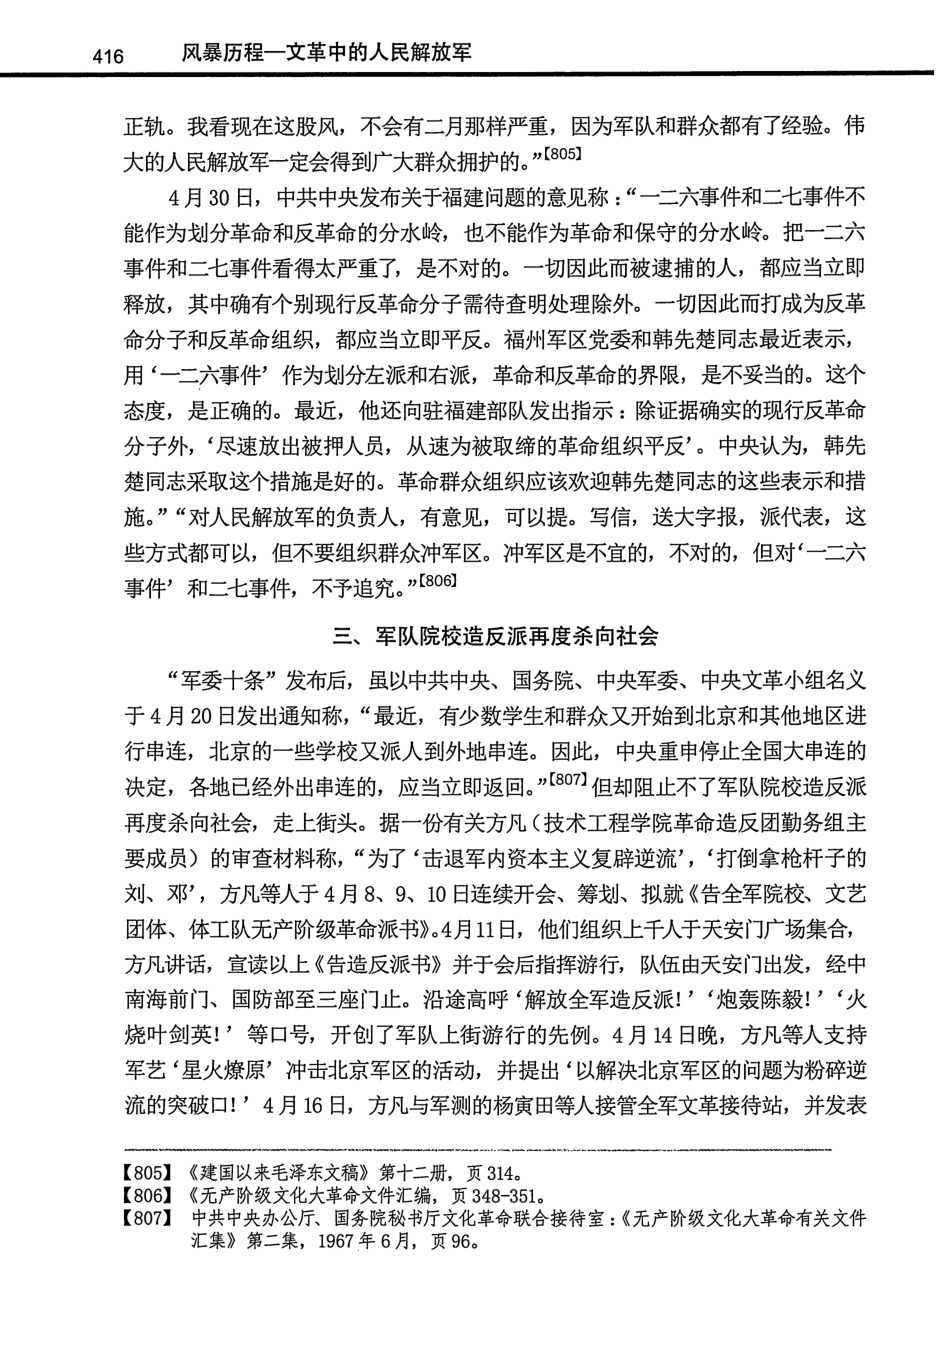 416 风暴历程—文革中的人民解放军
正轨。我看现在这股风，不会有二月那样严重，因为军队和群众都有了经验。伟
大的人民解放军一定会得到广大群众拥护的。”【805】
4月30日，中共中央发布关于福建问题的意见称：“一二六事件和二七事件不
能作为划分革命和反革命的分水岭，也不能作为革命和保守的分水岭。把一二六
事件和二七事件看得太严重了，是不对的。一切因此而被逮捕的人，都应当立即
释放，其中确有个别现行反革命分子需待查明处理除外。一切因此而打成为反革
命分子和反革命组织，都应当立即平反。福州军区党委和韩先楚同志最近表示，
用‘一二六事件’作为划分左派和右派，革命和反革命的界限，是不妥当的。这个
态度，是正确的。最近，他还向驻福建部队发出指示：除证据确实的现行反革命
分子外，‘尽速放出被押人员，从速为被取缔的革命组织平反’。中央认为，韩先
楚同志采取这个措施是好的。革命群众组织应该欢迎韩先楚同志的这些表示和措
施。”“对人民解放军的负责人，有意见，可以提。写信，送大字报，派代表，这
些方式都可以，但不要组织群众冲军区。冲军区是不宜的，不对的，但对‘一二六
事件’和二七事件，不予追究。”【806】
三、军队院校造反派再度杀向社会
“军委十条”发布后，虽以中共中央、国务院、中央军委、中央文革小组名义
于4月20日发出通知称，“最近，有少数学生和群众又开始到北京和其他地区进
行串连，北京的一些学校又派人到外地串连。因此，中央重申停止全国大串连的
决定，各地已经外出串连的，应当立即返回。”【807】但却阻止不了军队院校造反派
再度杀向社会，走上街头。据一份有关方凡（技术工程学院革命造反团勤务组主
要成员）的审查材料称，“为了‘击退军内资本主义复辟逆流’，‘打倒拿枪杆子的
刘、邓’，方凡等人于4月8、9、10日连续开会、筹划、拟就《告全军院校、文艺
团体、体工队无产阶级革命派书》。4月11日，他们组织上千人于天安门广场集合，
方凡讲话，宣读以上《告造反派书》并于会后指挥游行，队伍由天安门出发，经中
南海前门、国防部至三座门止。沿途高呼‘解放全军造反派！’‘炮轰陈毅！’‘火
烧叶剑英！’等口号，开创了军队上街游行的先例。4月14日晚，方凡等人支持
军艺‘星火燎原’冲击北京军区的活动，并提出‘以解决北京军区的问题为粉碎逆
流的突破口！’4月16日，方凡与军测的杨寅田等人接管全军文革接待站，并发表
【805】《建国以来毛泽东文稿》第十二册，页314。
【806】《无产阶级文化大革命文件汇编，页348-351。
【807】 中共中央办公厅、国务院秘书厅文化革命联合接待室：《无产阶级文化大革命有关文件
汇集》第二集，1967年6月，页96。